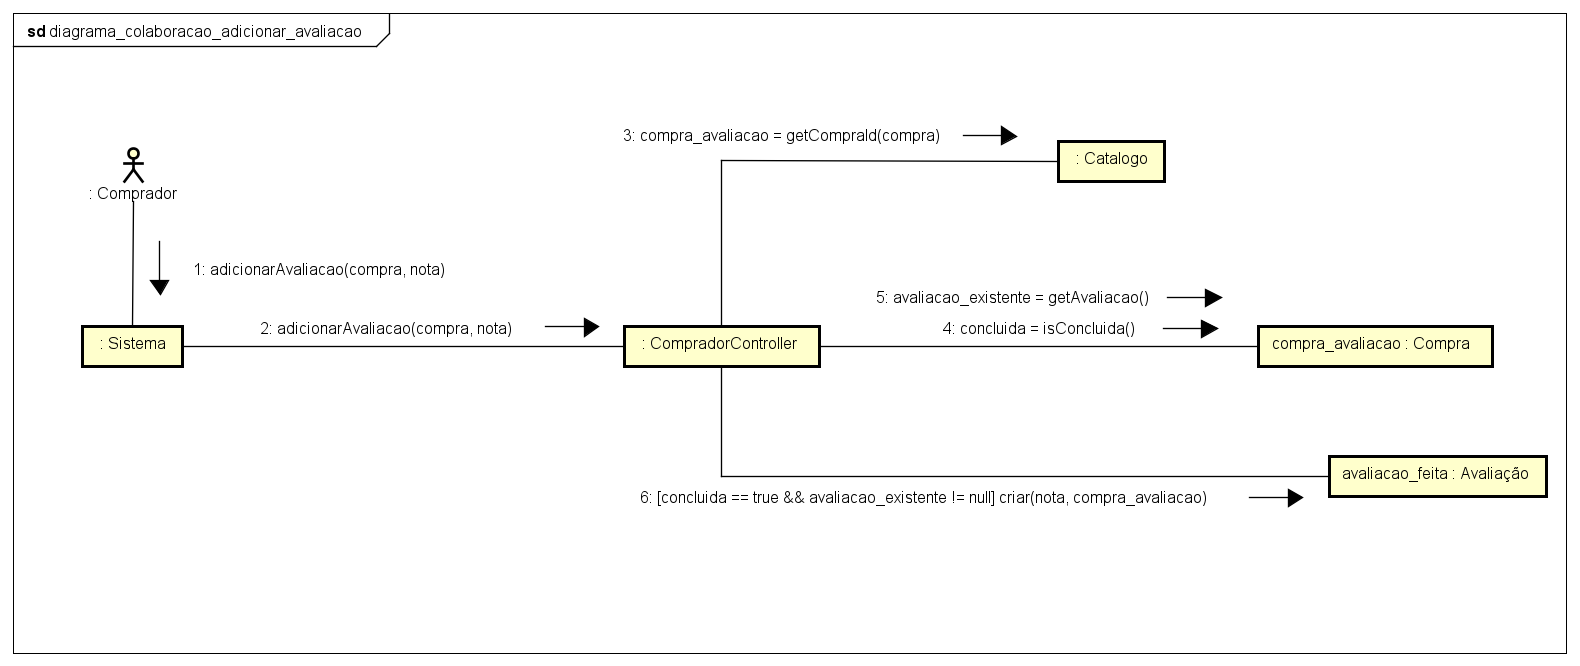 sd diagrama_colaboracao_adicionar_avaliacao
3: compra_avaliacao = getCompraId(compra)
: Catalogo
: Comprador
1: adicionarAvaliacao(compra, nota)
5: avaliacao_existente = getAvaliacao()
2: adicionarAvaliacao(compra, nota)
4: concluida = isConcluida()
: Sistema
: CompradorController
compra_avaliacao : Compra
avaliacao_feita : Avaliação
6: [concluida == true && avaliacao_existente != null] criar(nota, compra_avaliacao)